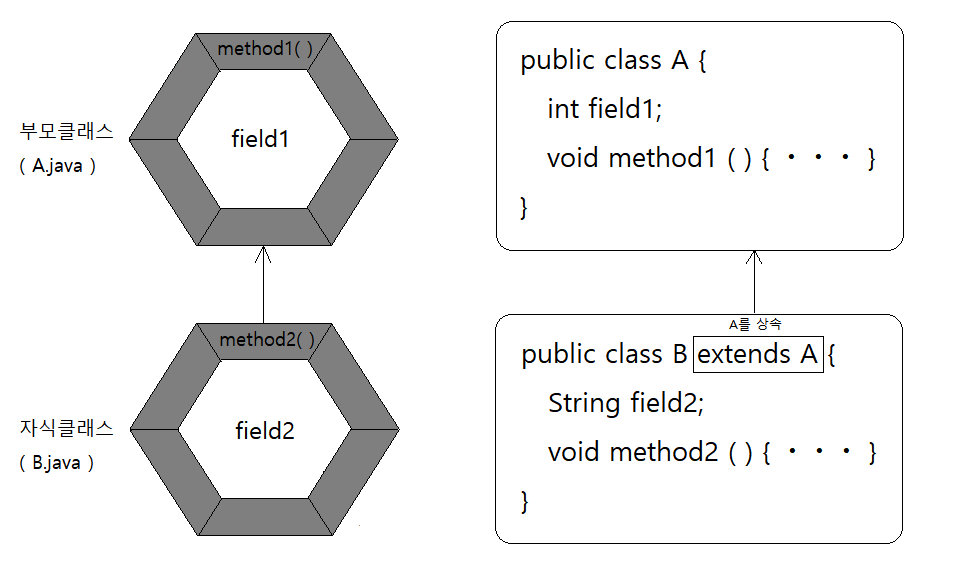 method1( )
field1
부모클래스
( A.java )
method2( )
field2
자식클래스
( B.java )
public class A {
int field1;
void method1 ( ) { ・・・ }
}
A를 상속
public class B extends A {
String field2;
void method2 ( ) { ・・・ }
}